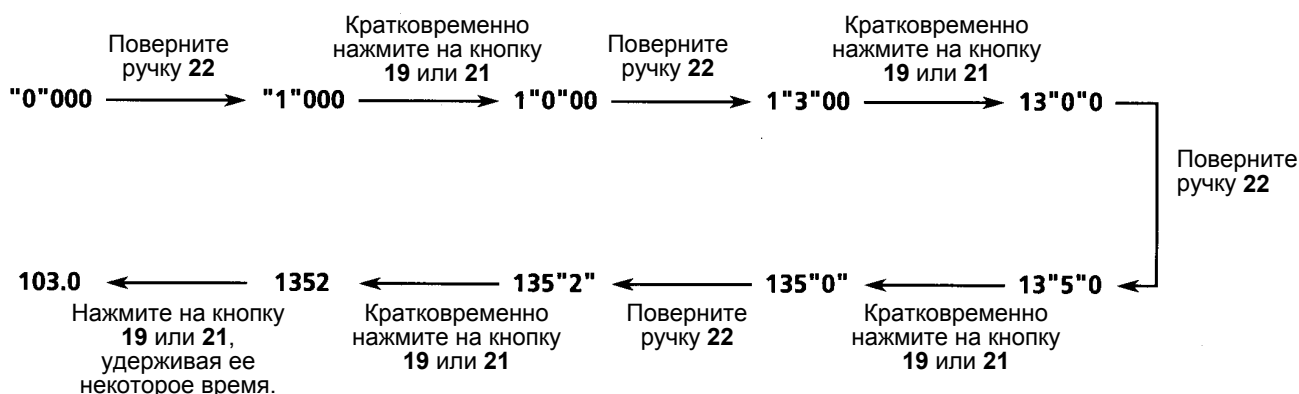 Поверните
ручку 22
Кратковременно
нажмите на кнопку
19 или 21
Поверните
ручку 22
Кратковременно
нажмите на кнопку
19 или 21
"0"000
"1"000
1"0"00
1"3"00
13"0"0
Поверните
ручку 22
103.0
1352
135"2"
135"0"
13"5"0
Нажмите на кнопку
19 или 21,
удерживая ее
некоторое время.
Кратковременно
нажмите на кнопку
19 или 21
Поверните
ручку 22
Кратковременно
нажмите на кнопку
19 или 21